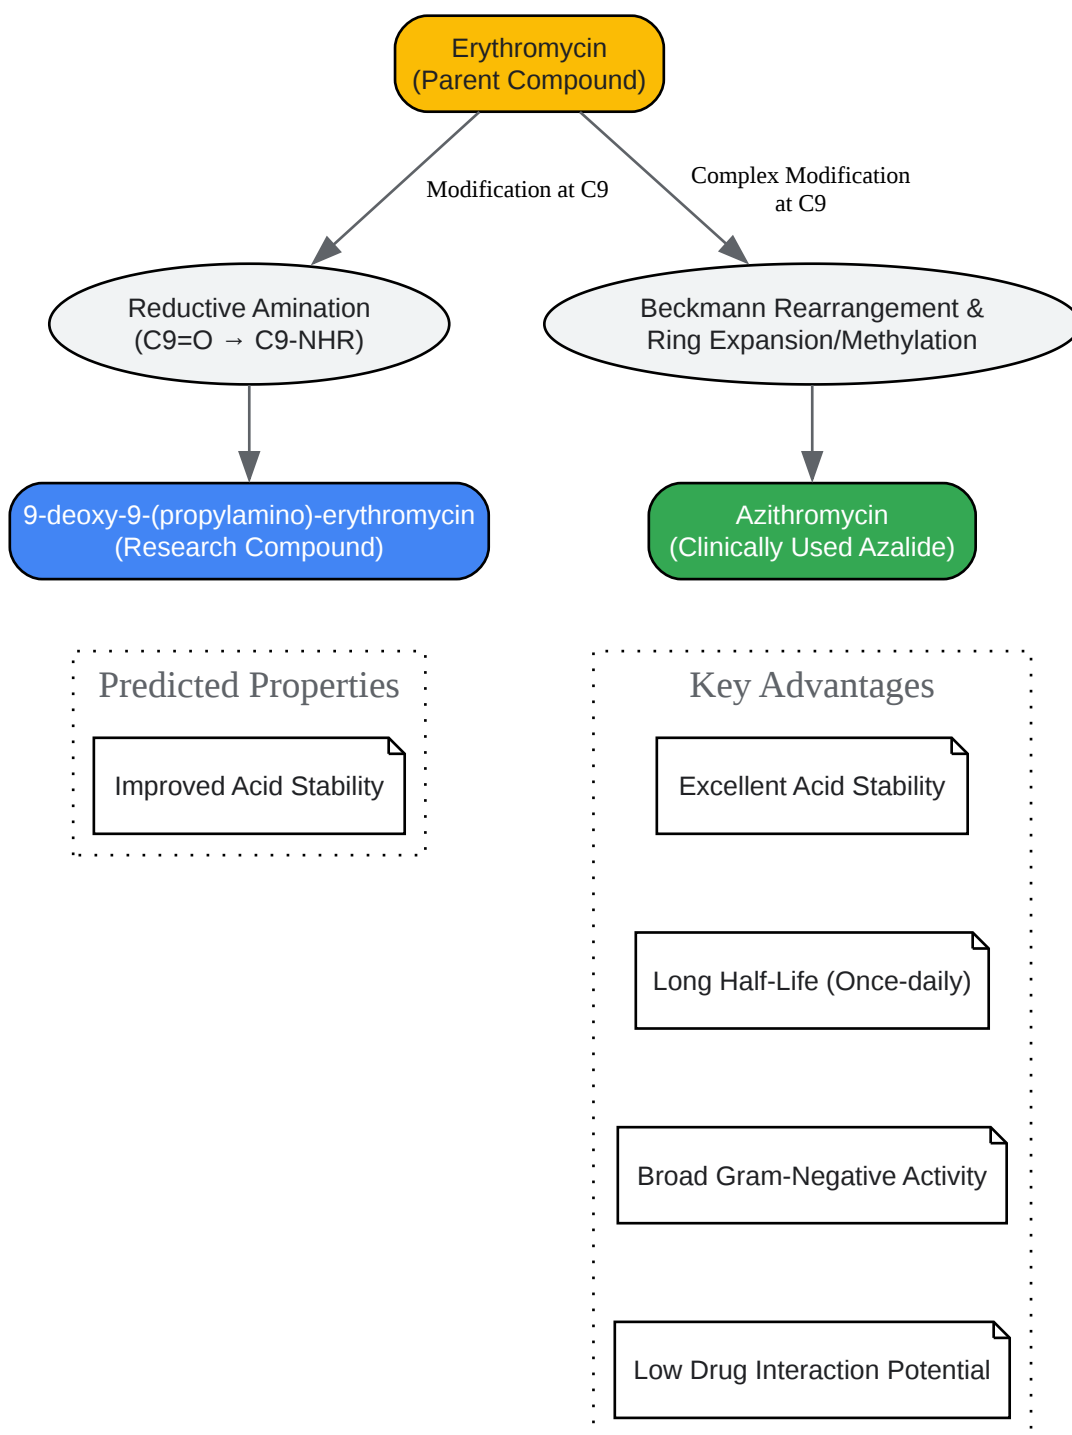 Erythromycin
(Parent Compound)
Modification at C9
Complex Modification
at C9
Reductive Amination
(C9=O → C9-NHR)
Beckmann Rearrangement &
Ring Expansion/Methylation
9-deoxy-9-(propylamino)-erythromycin
(Research Compound)
Azithromycin
(Clinically Used Azalide)
Predicted Properties
Improved Acid Stability
Key Advantages
Excellent Acid Stability
Long Half-Life (Once-daily)
Broad Gram-Negative Activity
Low Drug Interaction Potential